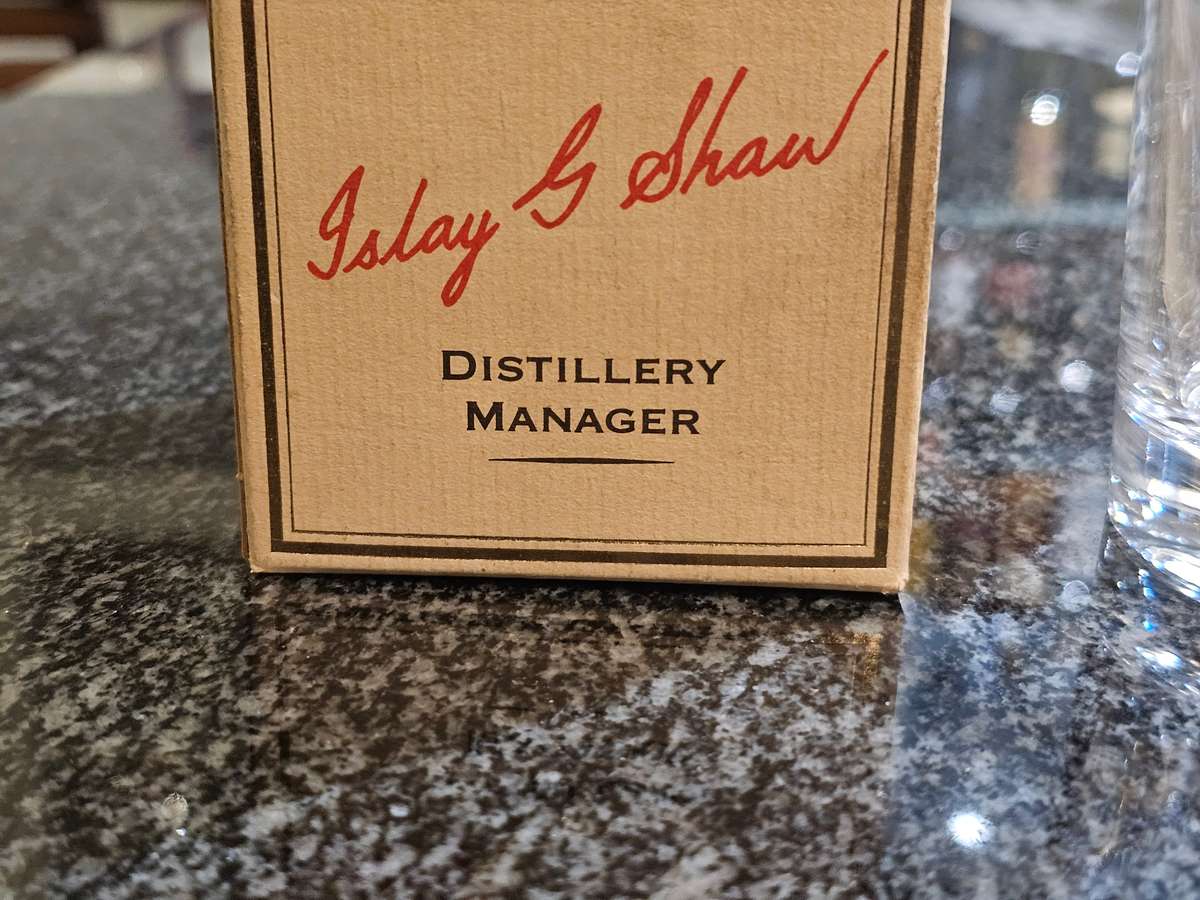 Islay G Shaw
DISTILLERY
MANAGER